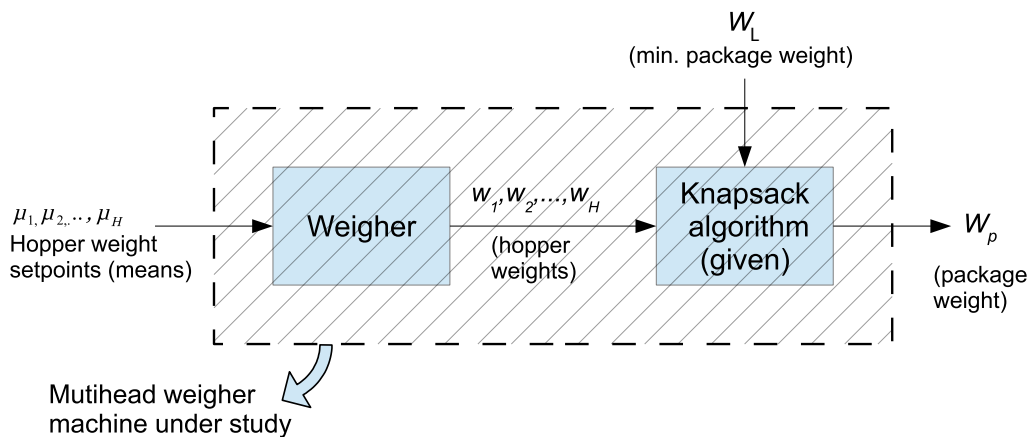 W_L
(min. package weight)
μ_1, μ_2,..., μ_H
Hopper weight
setpoints (means)
Weigher
w_1,w_2,...,w_H
(hopper
weights)
Knapsack
algorithm
(given)
W_p
(package
weight)
Mutihead weigher
machine under study